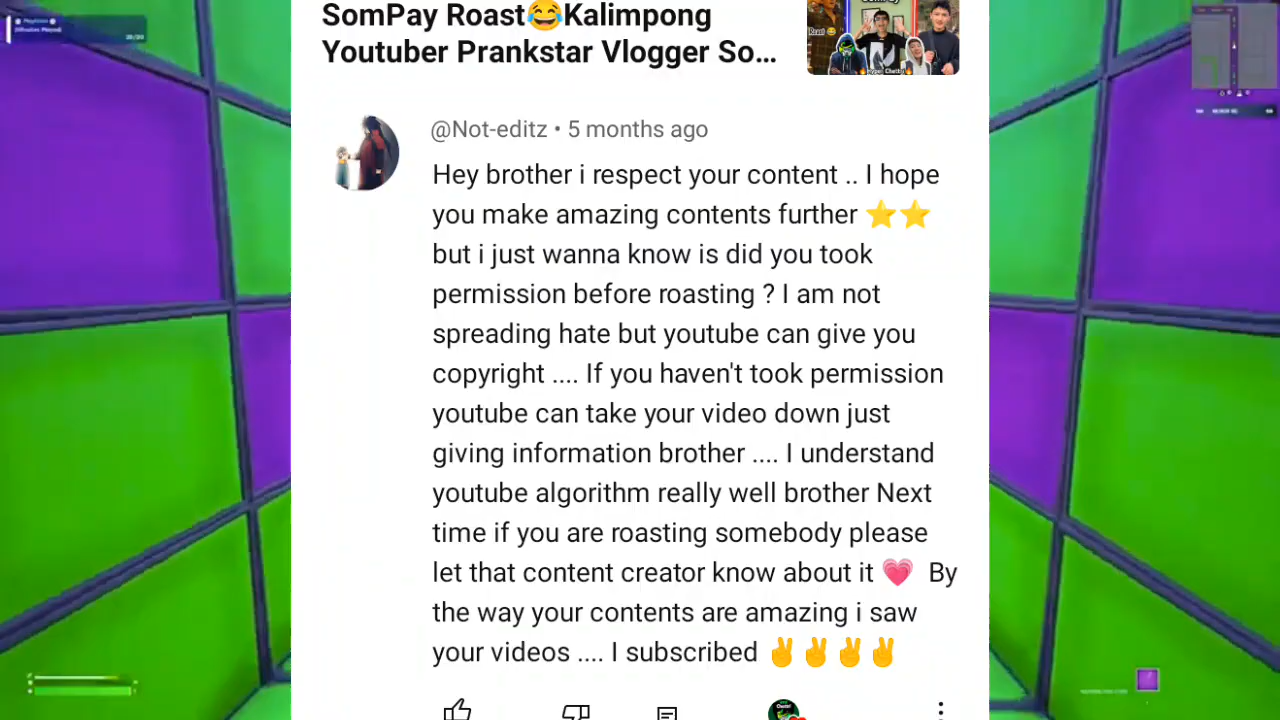 SomPay Roast😂Kalimpong
Youtuber Prankstar Vlogger So...
@Not-editz • 5 months ago
Hey brother i respect your content .. I hope
you make amazing contents further ⭐⭐
but i just wanna know is did you took
permission before roasting ? I am not
spreading hate but youtube can give you
copyright .... If you haven't took permission
youtube can take your video down just
giving information brother .... I understand
youtube algorithm really well brother Next
time if you are roasting somebody please
let that content creator know about it 💗 By
the way your contents are amazing i saw
your videos .... I subscribed ✌✌✌✌